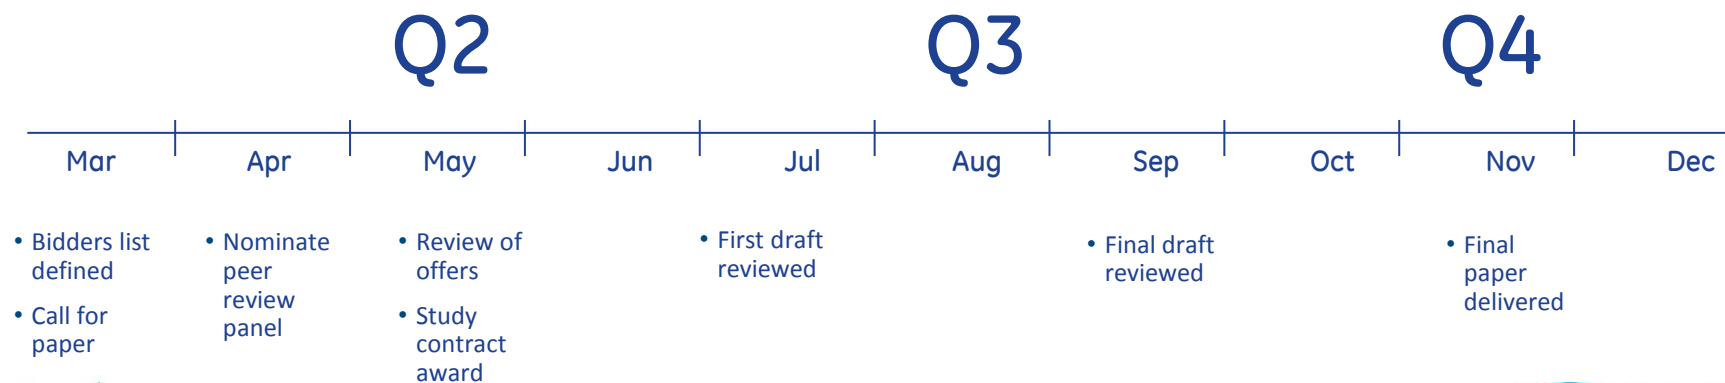 Q2 Q3 Q4
Mar Apr May Jun Jul Aug Sep Oct Nov Dec
• Bidders list
defined
• Call for
paper
• Nominate
peer
review
panel
• Review of
offers
• Study
contract
award
• First draft
reviewed
• Final draft
reviewed
• Final
paper
delivered